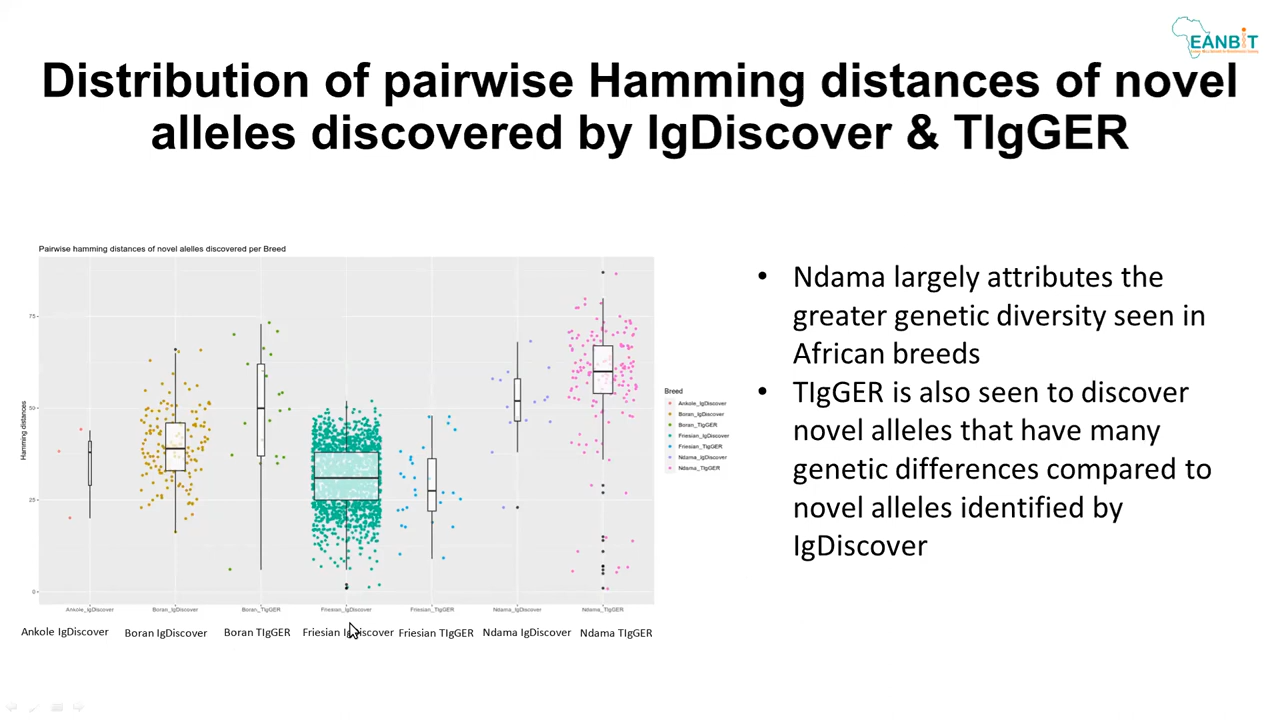 EANBiT
Distribution of pairwise Hamming distances of novel
alleles discovered by IgDiscover & TIgGER
Pairwise hamming distances of novel alelles discovered per Breed
Hamming distances
75
50
25
0
Ankole_IgDiscover Boran_IgDiscover Boran_TIgGER Friesian_IgDiscover Friesian_TIgGER Ndama_IgDiscover Ndama_TIgGER
Ankole IgDiscover Boran IgDiscover Boran TIgGER Friesian IgDiscover Friesian TIgGER Ndama IgDiscover Ndama TIgGER
Breed
Ankole_IgDiscover
Boran_IgDiscover
Boran_TIgGER
Friesian_IgDiscover
Friesian_TIgGER
Ndama_IgDiscover
Ndama_TIgGER
• Ndama largely attributes the
greater genetic diversity seen in
African breeds
• TIgGER is also seen to discover
novel alleles that have many
genetic differences compared to
novel alleles identified by
IgDiscover